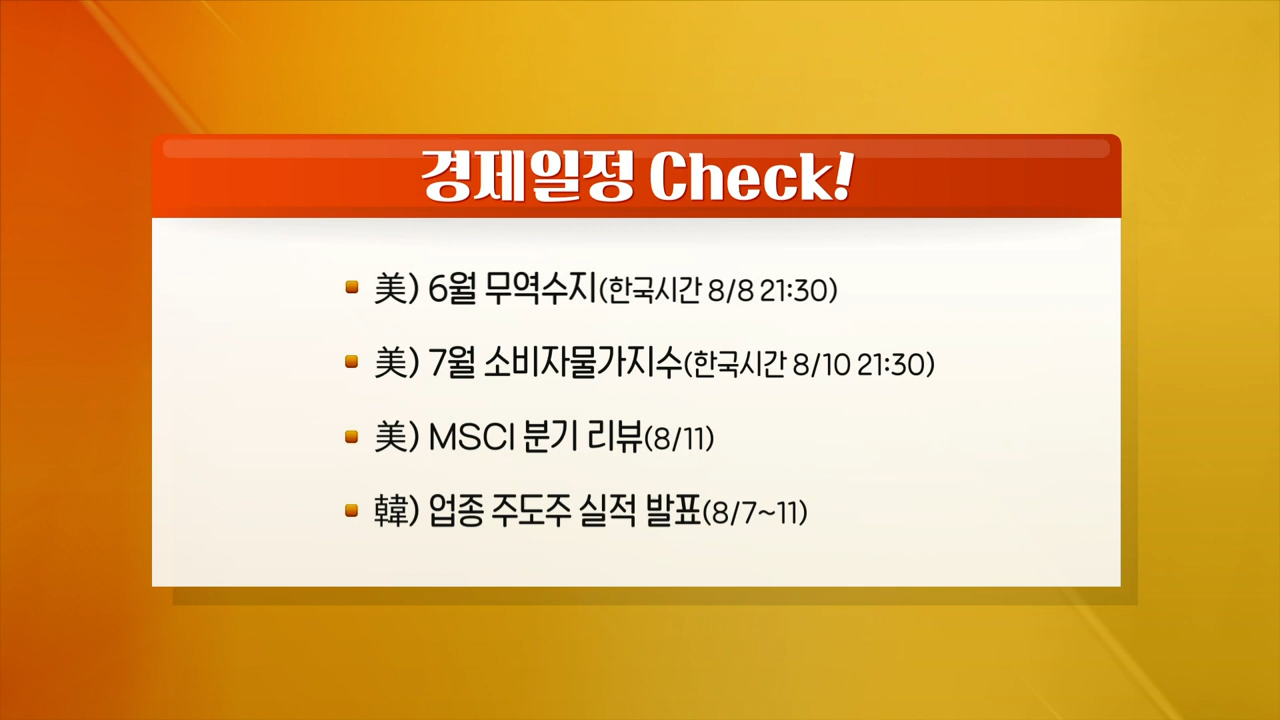 경제일정 Check!
美) 6월 무역수지(한국시간 8/8 21:30)
美) 7월 소비자물가지수(한국시간 8/10 21:30)
美) MSCI 분기 리뷰(8/11)
韓) 업종 주도주 실적 발표(8/7~11)